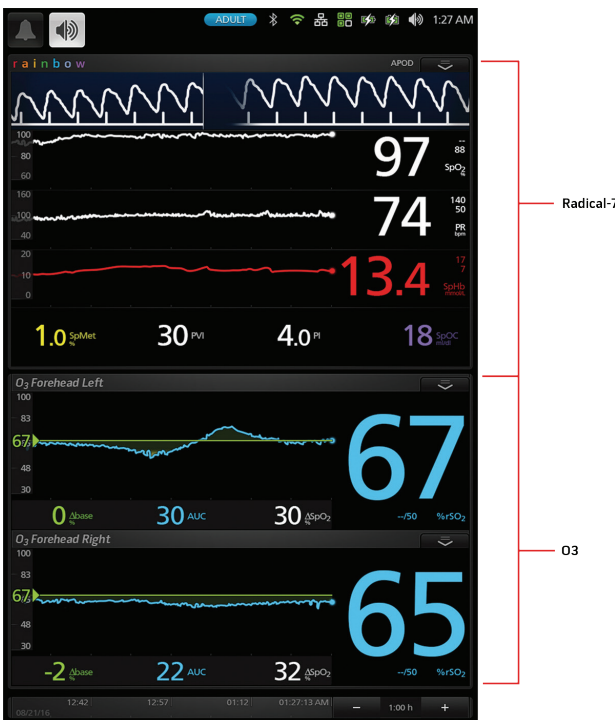 ADULT 1:27 AM
rainbow APOD
100
80
60
97
--
88
SpO2
%
160
100
40
74
140
50
PR
bpm
20
10
0
13.4
17
7
SpHb
1.0 SpMet % 30 PVI 4.0 PI 18 SpOC ml/dl
Radical-7
O3 Forehead Left
100
83
67
48
30
67
0 Δbase % 30 AUC 30 ΔSpO2 % --/50 %rSO2
O3 Forehead Right
100
83
67
48
30
65
-2 Δbase % 22 AUC 32 ΔSpO2 % --/50 %rSO2
O3
12:42 12:57 01:12 01:27:13 AM − 1:00 h +
08/21/16